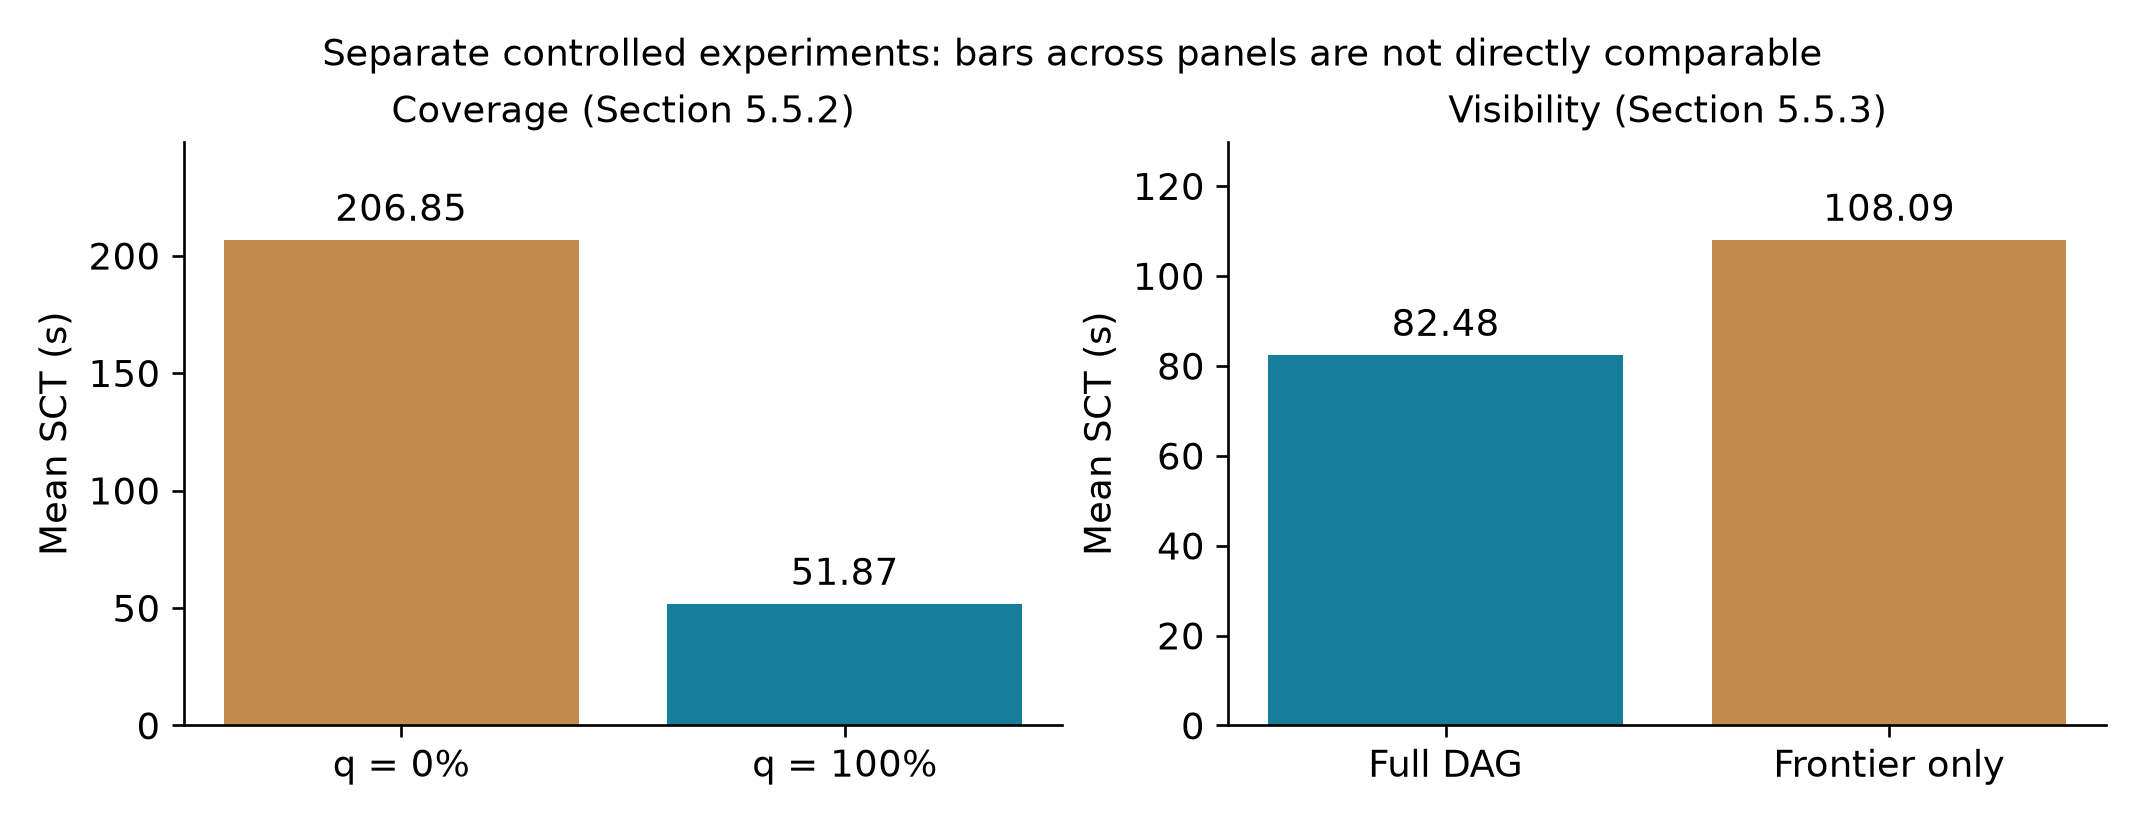 Separate controlled experiments: bars across panels are not directly comparable
Coverage (Section 5.5.2)
Mean SCT (s)
200
150
100
50
0
206.85
51.87
q = 0%
q = 100%
Visibility (Section 5.5.3)
Mean SCT (s)
120
100
80
60
40
20
0
82.48
108.09
Full DAG
Frontier only